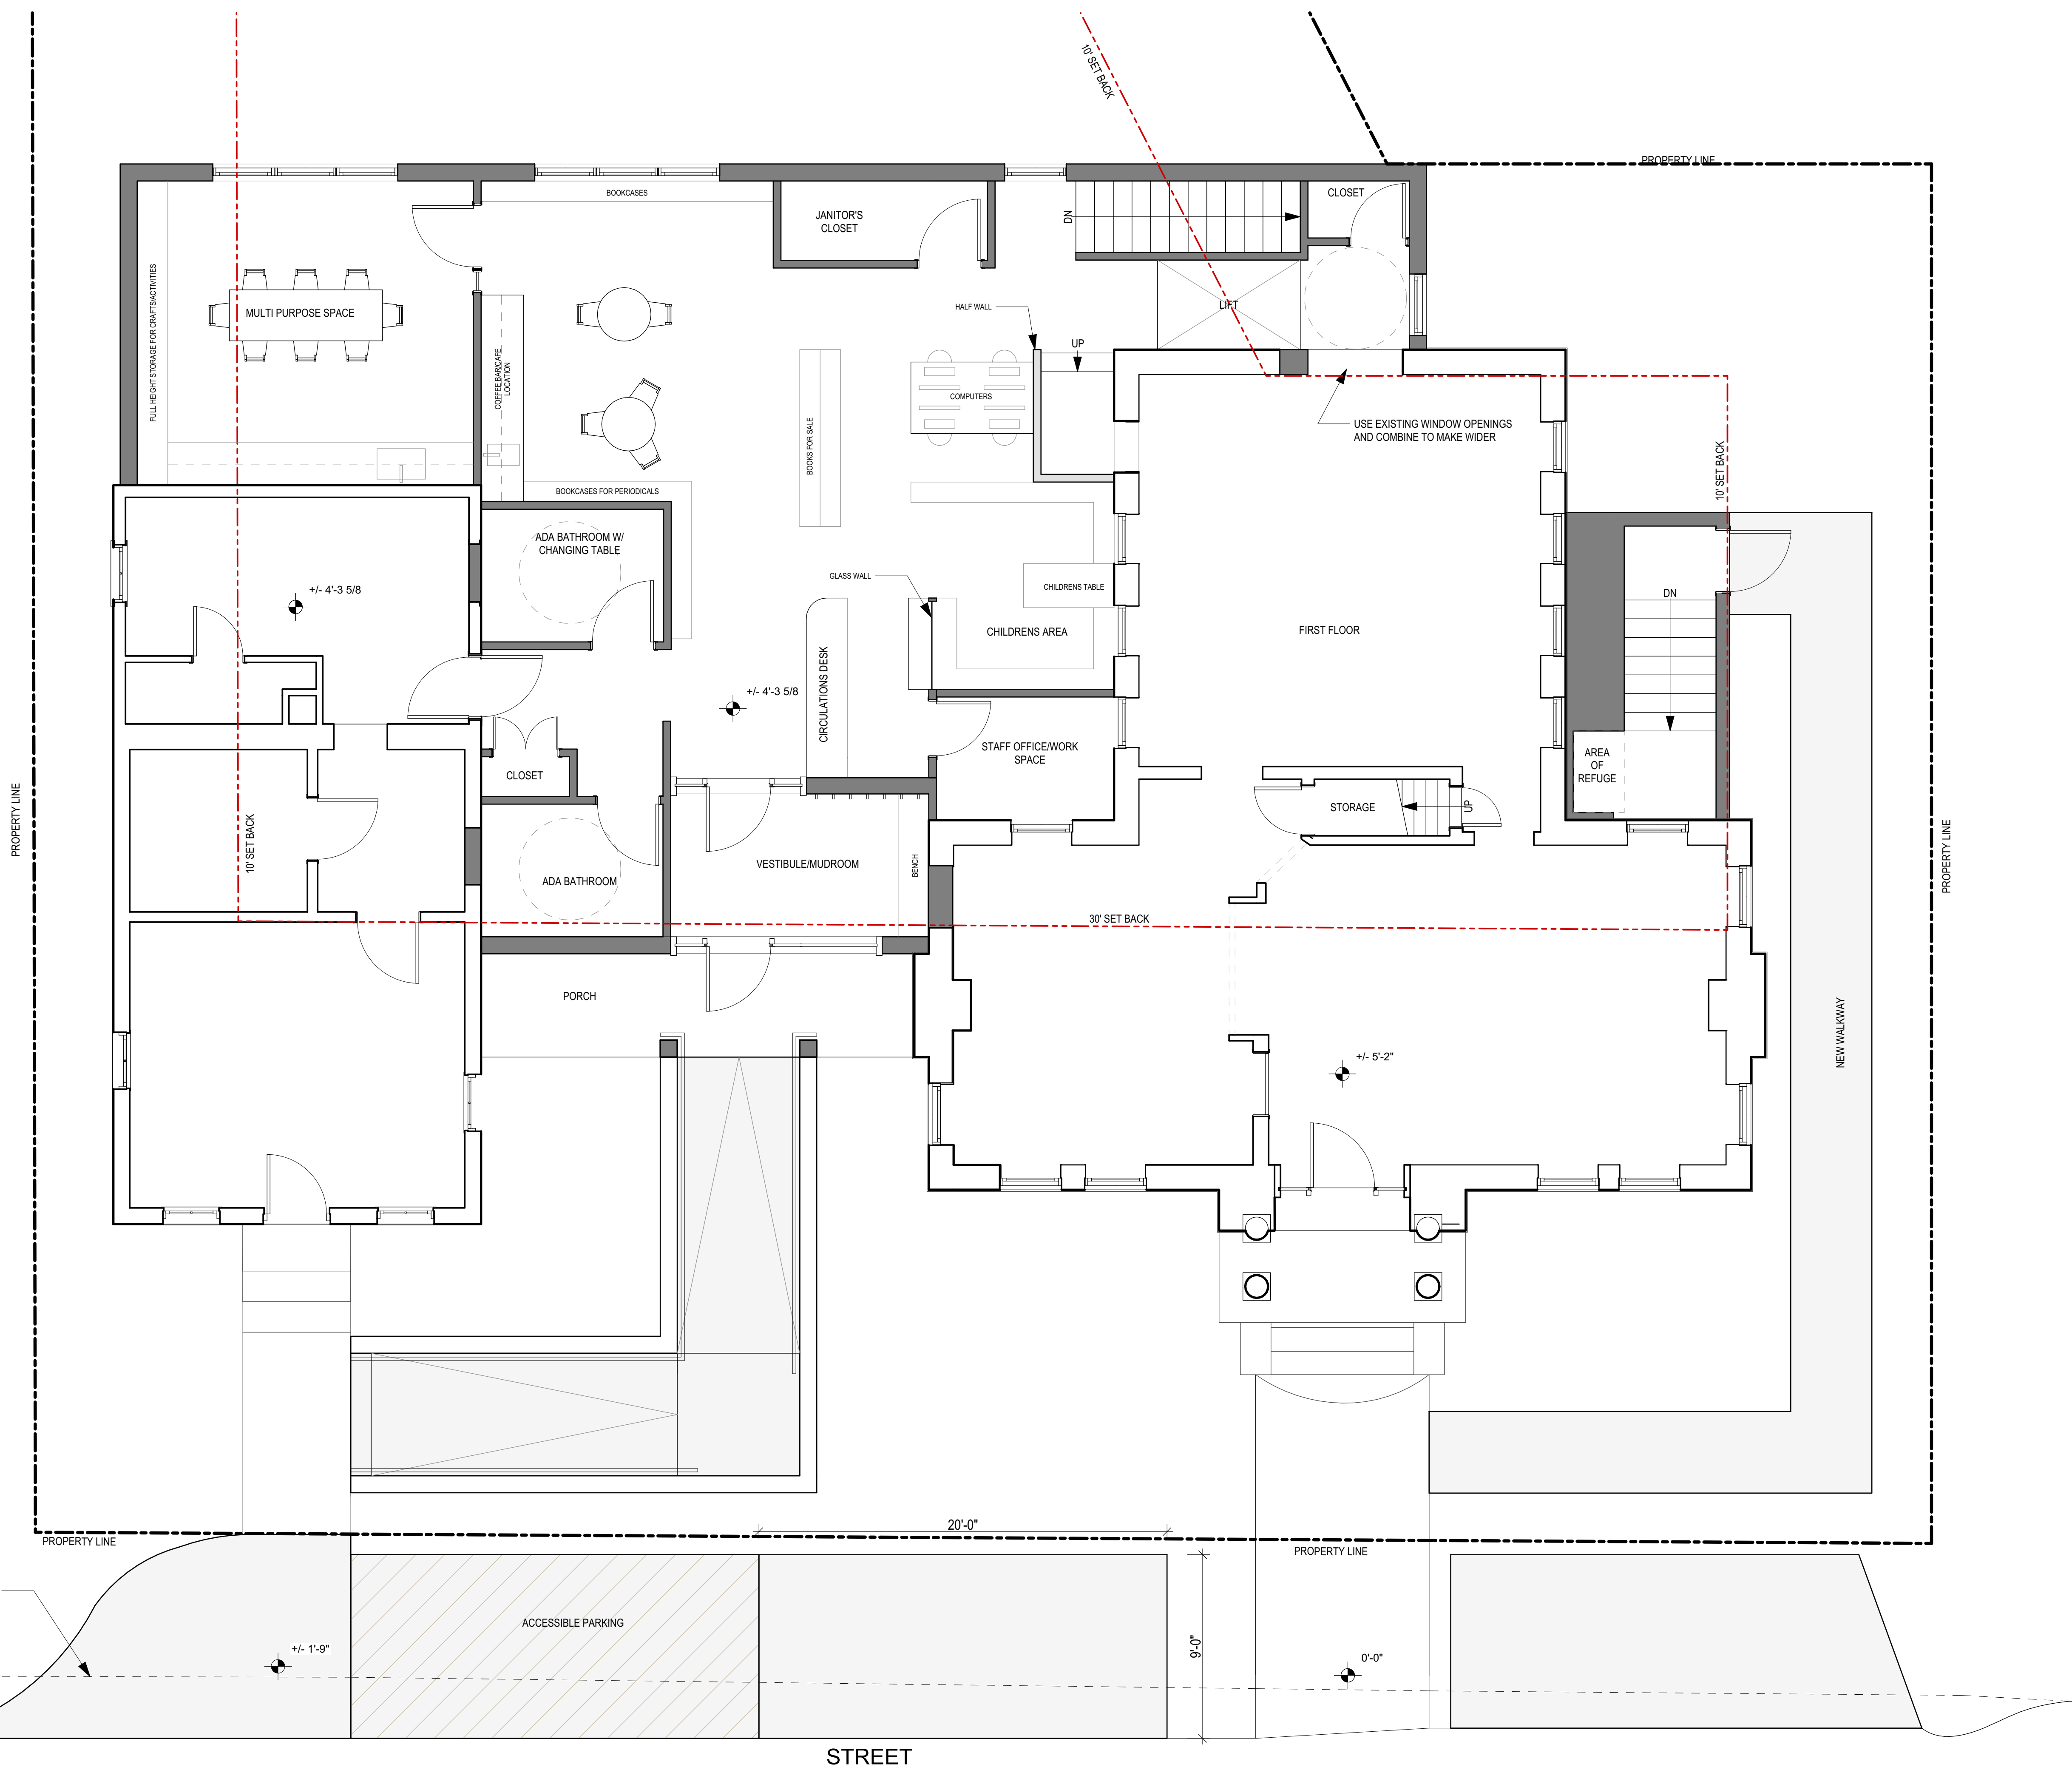 10' SET BACK
PROPERTY LINE
BOOKCASES
JANITOR'S
CLOSET
DN
CLOSET
FULL HEIGHT STORAGE FOR CRAFTS/ACTIVITIES
MULTI PURPOSE SPACE
HALF WALL
LIFT
UP
COFFEE BAR/CAFE
LOCATION
COMPUTERS
USE EXISTING WINDOW OPENINGS
AND COMBINE TO MAKE WIDER
BOOKS FOR SALE
10' SET BACK
BOOKCASES FOR PERIODICALS
ADA BATHROOM W/
CHANGING TABLE
GLASS WALL
+/- 4'-3 5/8
CHILDRENS TABLE
DN
CHILDRENS AREA
FIRST FLOOR
+/- 4'-3 5/8
CIRCULATIONS DESK
STAFF OFFICE/WORK
SPACE
AREA
OF
REFUGE
CLOSET
STORAGE
UP
PROPERTY LINE
10' SET BACK
VESTIBULE/MUDROOM
BENCH
PROPERTY LINE
ADA BATHROOM
30' SET BACK
PORCH
NEW WALKWAY
+/- 5'-2"
20'-0"
PROPERTY LINE
PROPERTY LINE
ACCESSIBLE PARKING
9'-0"
+/- 1'-9"
0'-0"
STREET